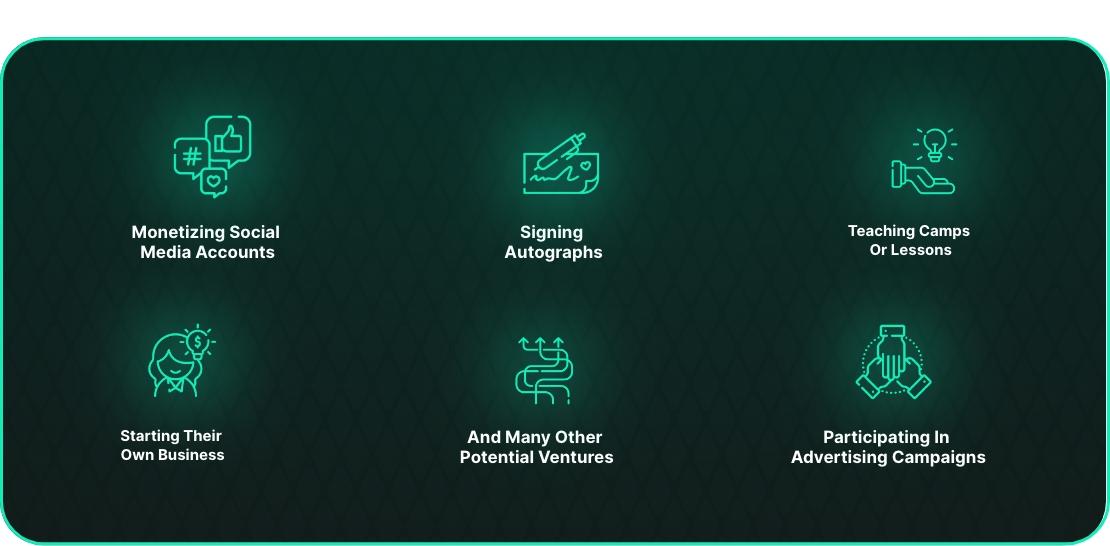 Monetizing Social
Media Accounts
Signing
Autographs
Teaching Camps
Or Lessons
Starting Their
Own Business
And Many Other
Potential Ventures
Participating In
Advertising Campaigns